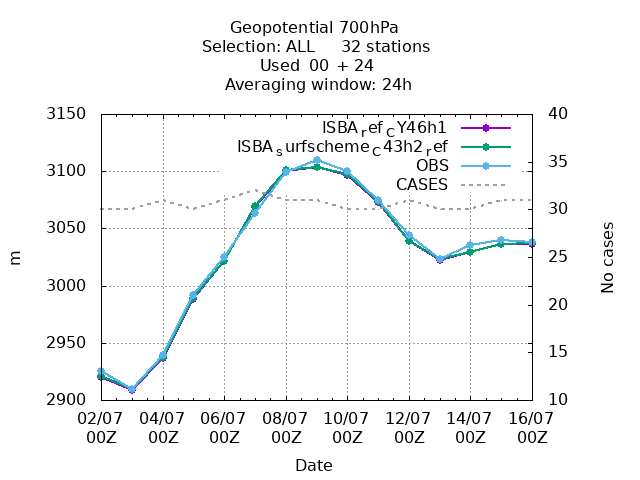 Geopotential 700hPa
Selection: ALL 32 stations
Used 00 + 24
Averaging window: 24h
3150 40
ISBA_ref_CY46h1
ISBA_surfscheme_C43h2_ref
OBS
CASES
3100 35
3050 30
3000 25
2950 20
2900 15
10
m
No cases
02/07 04/07 06/07 08/07 10/07 12/07 14/07 16/07
00Z 00Z 00Z 00Z 00Z 00Z 00Z 00Z
Date